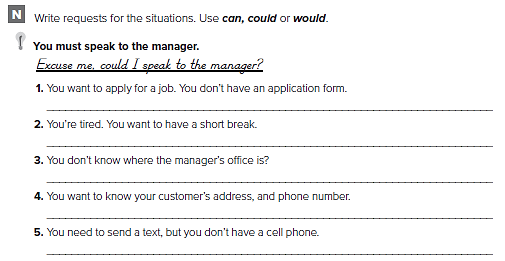 N Write requests for the situations. Use can, could or would.
You must speak to the manager.
Excuse me, could I speak to the manager?
1. You want to apply for a job. You don't have an application form.
2. You're tired. You want to have a short break.
3. You don't know where the manager's office is?
4. You want to know your customer's address, and phone number.
5. You need to send a text, but you don't have a cell phone.